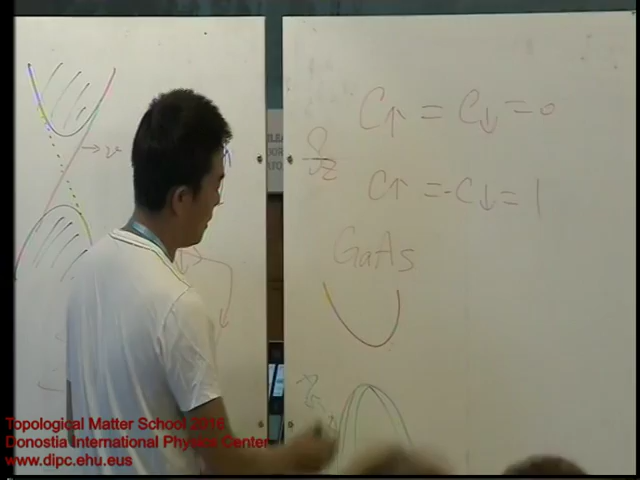 C↑ = C↓ = 0
C↑ = -C↓ = 1
GaAs
Topological Matter School 2016
Donostia International Physics Center
www.dipc.ehu.eus